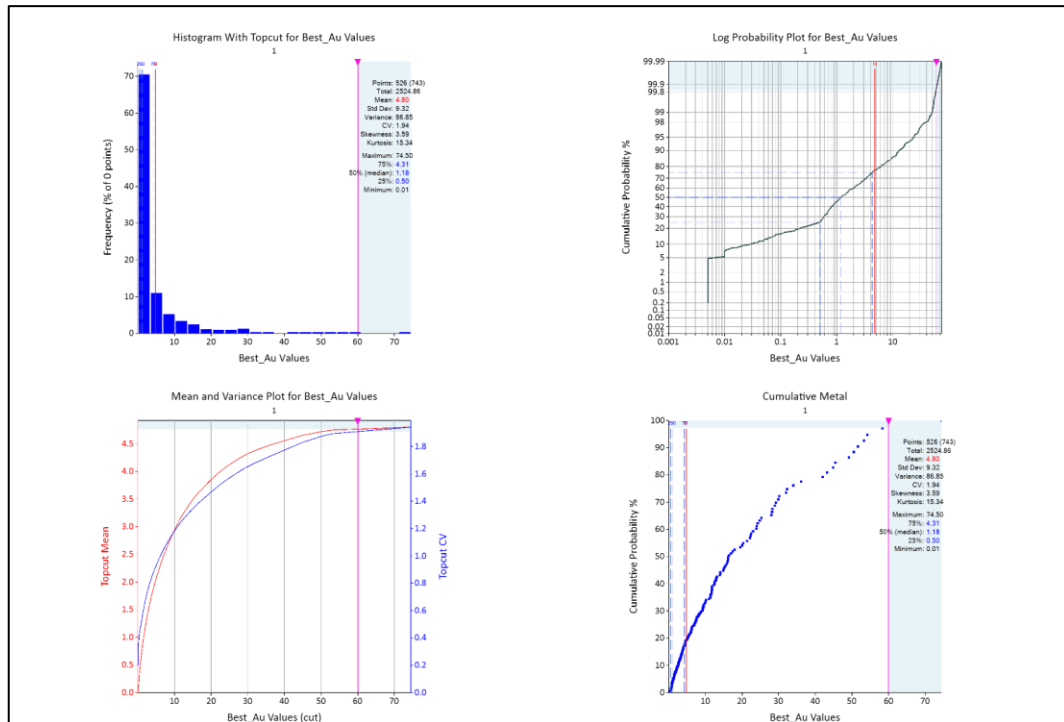 Histogram With Topcut for Best_Au Values
1
Points: 526 (743)
Total: 2524.86
Mean: 4.80
Std Dev: 9.32
Variance: 86.85
CV: 1.94
Skewness: 3.59
Kurtosis: 15.34
Maximum: 74.50
75%: 4.31
50% (median): 1.18
25%: 0.50
Minimum: 0.01
Frequency (% of 0 points)
70
60
50
40
30
20
10
0
10 20 30 40 50 60 70
Best_Au Values
Log Probability Plot for Best_Au Values
1
Cumulative Probability %
99.99
99.9
99.8
99
98
95
90
80
70
60
50
40
30
20
10
5
2
1
0.5
0.2
0.1
0.05
0.02
0.01
0.001 0.01 0.1 1 10
Best_Au Values
Mean and Variance Plot for Best_Au Values
1
Topcut Mean
4.5
4.0
3.5
3.0
2.5
2.0
1.5
1.0
0.5
0.0
Topcut CV
1.8
1.6
1.4
1.2
1.0
0.8
0.6
0.4
0.2
0.0
10 20 30 40 50 60 70
Best_Au Values (cut)
Cumulative Metal
1
Points: 526 (743)
Total: 2524.86
Mean: 4.80
Std Dev: 9.32
Variance: 86.85
CV: 1.94
Skewness: 3.59
Kurtosis: 15.34
Maximum: 74.50
75%: 4.31
50% (median): 1.18
25%: 0.50
Minimum: 0.01
Cumulative Probability %
100
90
80
70
60
50
40
30
20
10
0
10 20 30 40 50 60 70
Best_Au Values